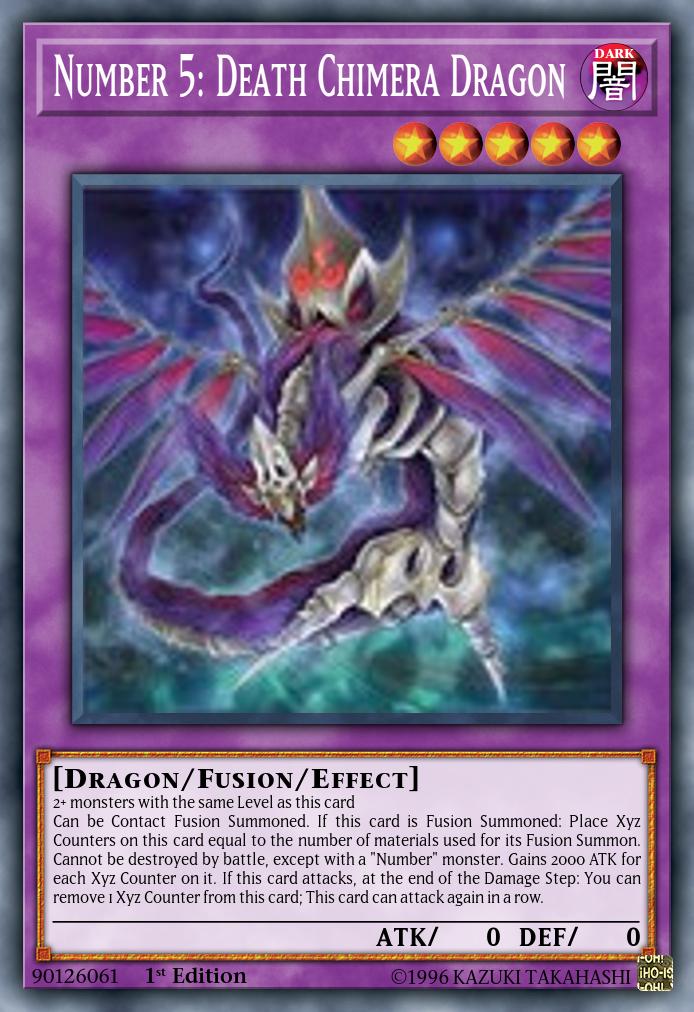 NUMBER 5: DEATH CHIMERA DRAGON
DARK
闇
[DRAGON/FUSION/EFFECT]
2+ monsters with the same Level as this card
Can be Contact Fusion Summoned. If this card is Fusion Summoned: Place Xyz
Counters on this card equal to the number of materials used for its Fusion Summon.
Cannot be destroyed by battle, except with a "Number" monster. Gains 2000 ATK for
each Xyz Counter on it. If this card attacks, at the end of the Damage Step: You can
remove 1 Xyz Counter from this card; This card can attack again in a row.
ATK/ 0 DEF/ 0
90126061 1st Edition ©1996 KAZUKI TAKAHASHI